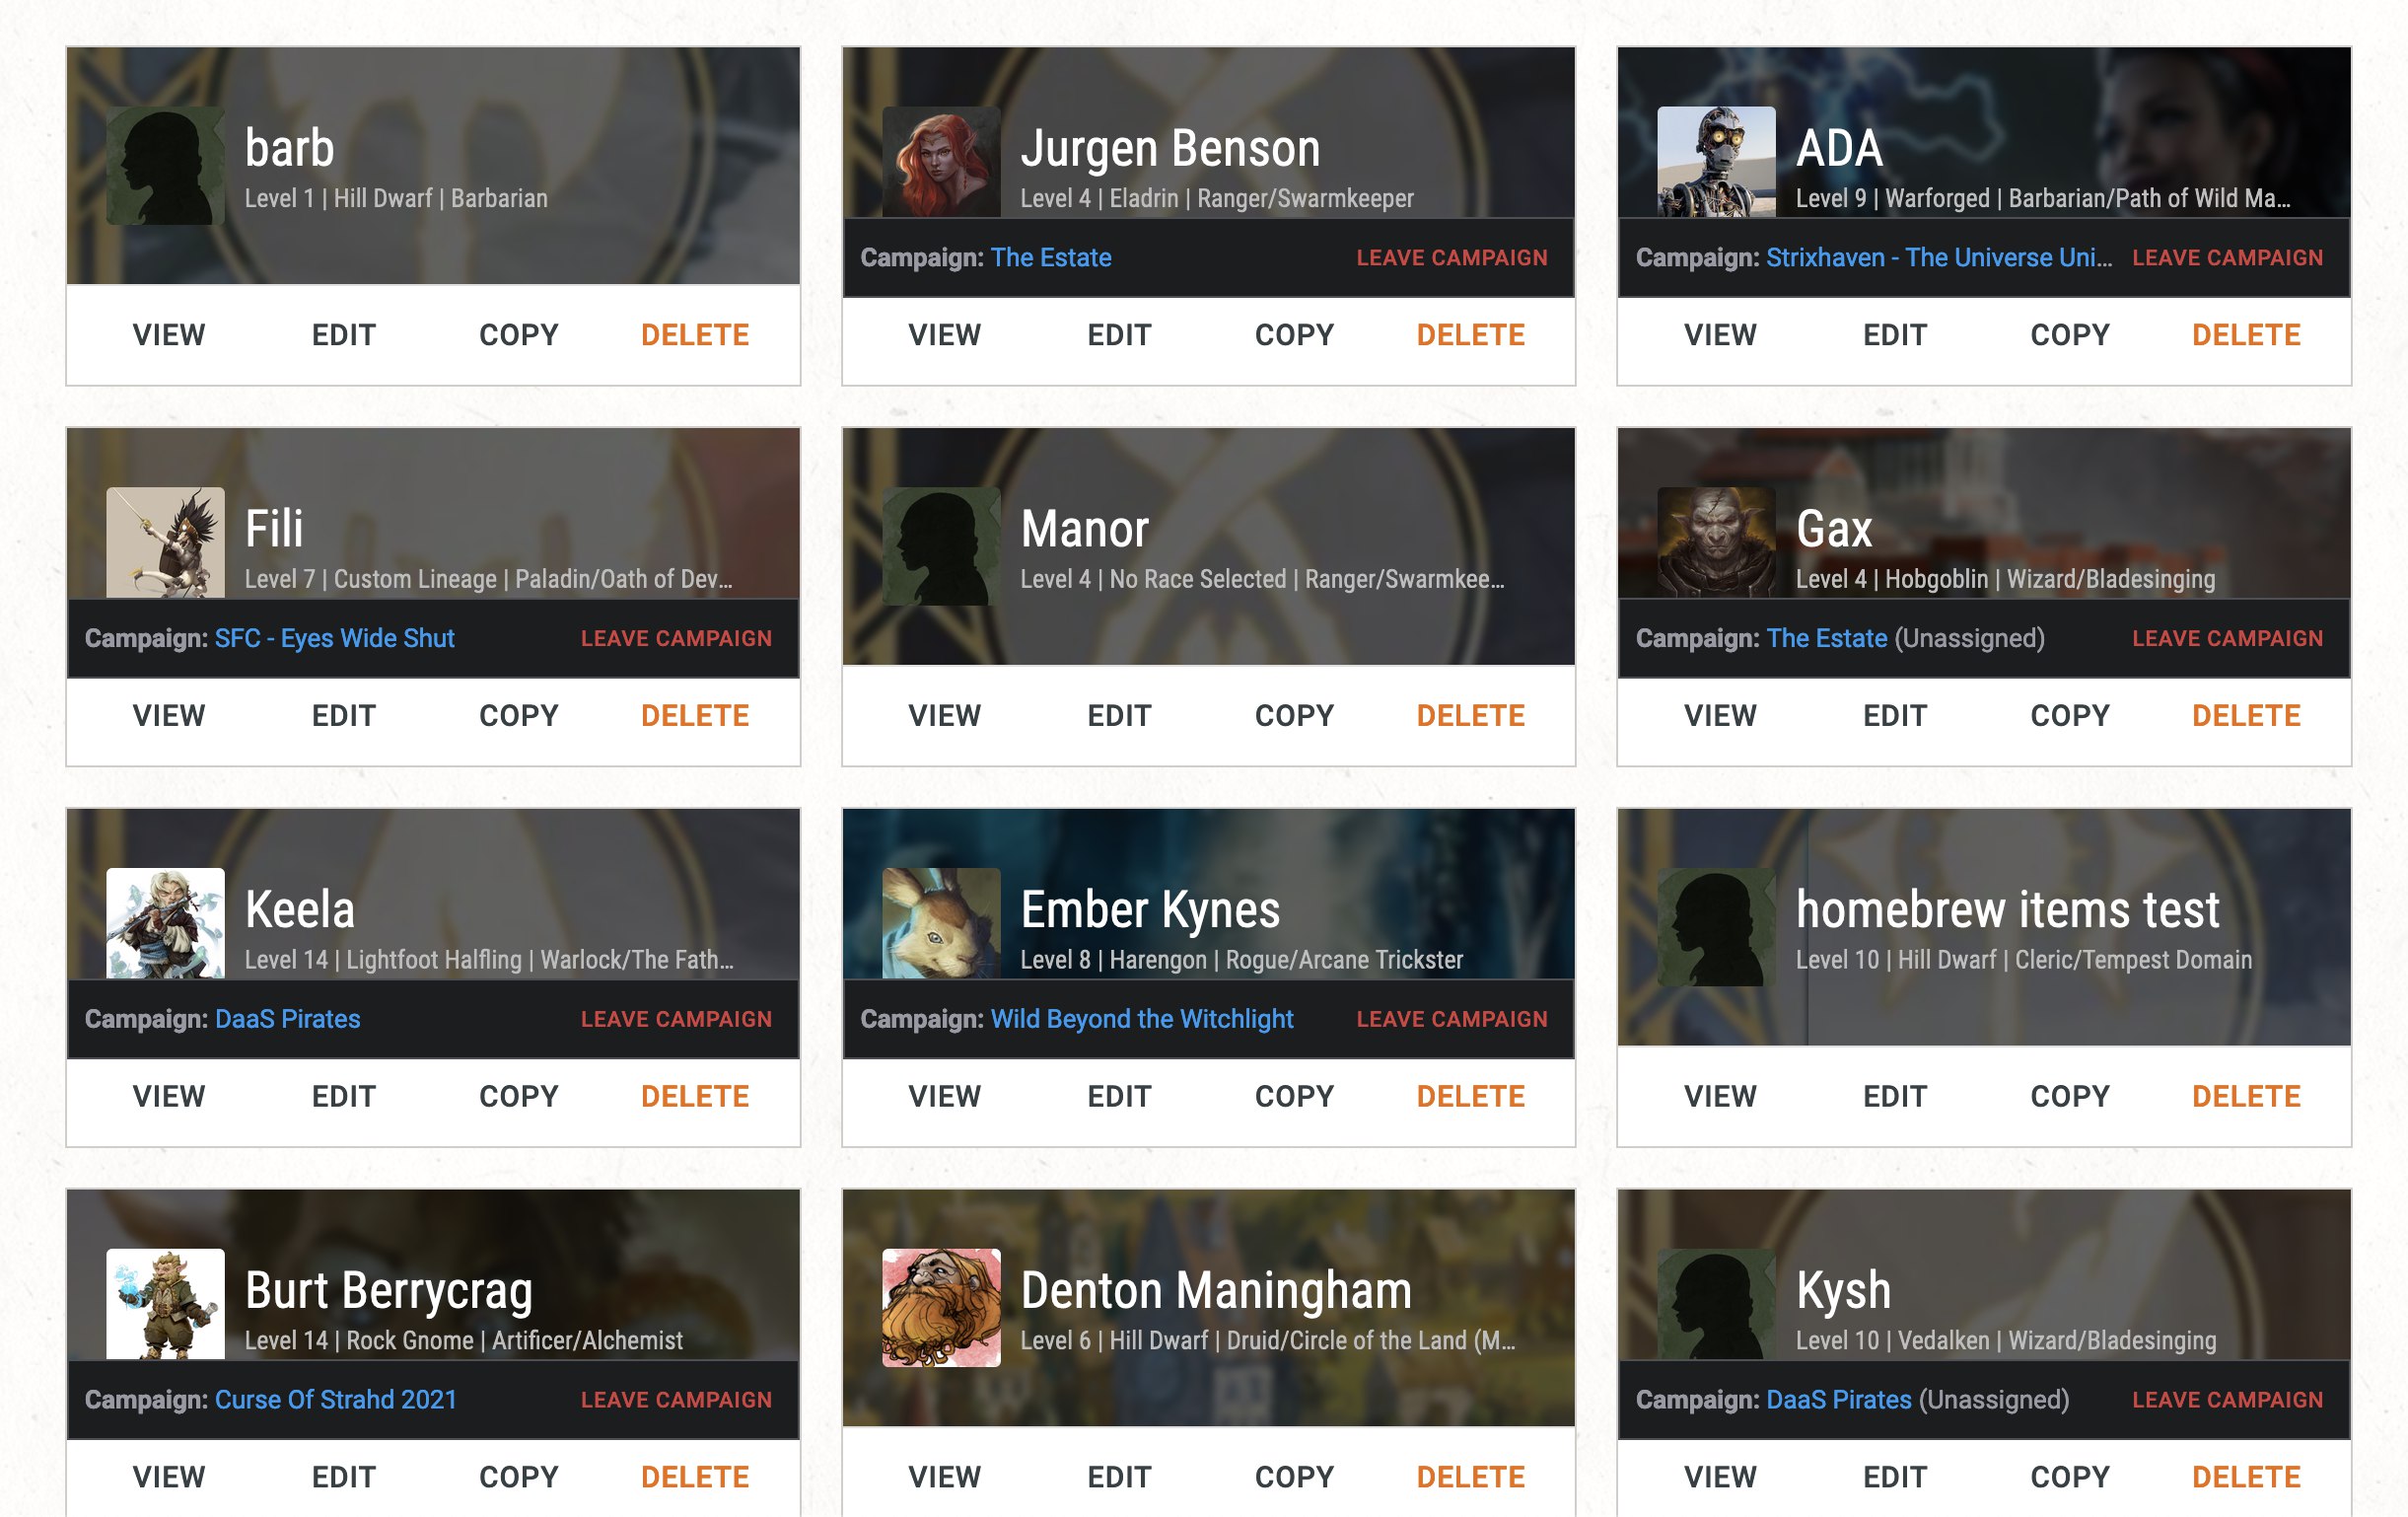 barb
Level 1 | Hill Dwarf | Barbarian
VIEW EDIT COPY DELETE
Jurgen Benson
Level 4 | Eladrin | Ranger/Swarmkeeper
Campaign: The Estate LEAVE CAMPAIGN
VIEW EDIT COPY DELETE
ADA
Level 9 | Warforged | Barbarian/Path of Wild Ma...
Campaign: Strixhaven - The Universe Uni... LEAVE CAMPAIGN
VIEW EDIT COPY DELETE
Fili
Level 7 | Custom Lineage | Paladin/Oath of Dev...
Campaign: SFC - Eyes Wide Shut LEAVE CAMPAIGN
VIEW EDIT COPY DELETE
Manor
Level 4 | No Race Selected | Ranger/Swarmkee...
VIEW EDIT COPY DELETE
Gax
Level 4 | Hobgoblin | Wizard/Bladesinging
Campaign: The Estate (Unassigned) LEAVE CAMPAIGN
VIEW EDIT COPY DELETE
Keela
Level 14 | Lightfoot Halfling | Warlock/The Fath...
Campaign: DaaS Pirates LEAVE CAMPAIGN
VIEW EDIT COPY DELETE
Ember Kynes
Level 8 | Harengon | Rogue/Arcane Trickster
Campaign: Wild Beyond the Witchlight LEAVE CAMPAIGN
VIEW EDIT COPY DELETE
homebrew items test
Level 10 | Hill Dwarf | Cleric/Tempest Domain
VIEW EDIT COPY DELETE
Burt Berrycrag
Level 14 | Rock Gnome | Artificer/Alchemist
Campaign: Curse Of Strahd 2021 LEAVE CAMPAIGN
VIEW EDIT COPY DELETE
Denton Maningham
Level 6 | Hill Dwarf | Druid/Circle of the Land (M...
VIEW EDIT COPY DELETE
Kysh
Level 10 | Vedalken | Wizard/Bladesinging
Campaign: DaaS Pirates (Unassigned) LEAVE CAMPAIGN
VIEW EDIT COPY DELETE